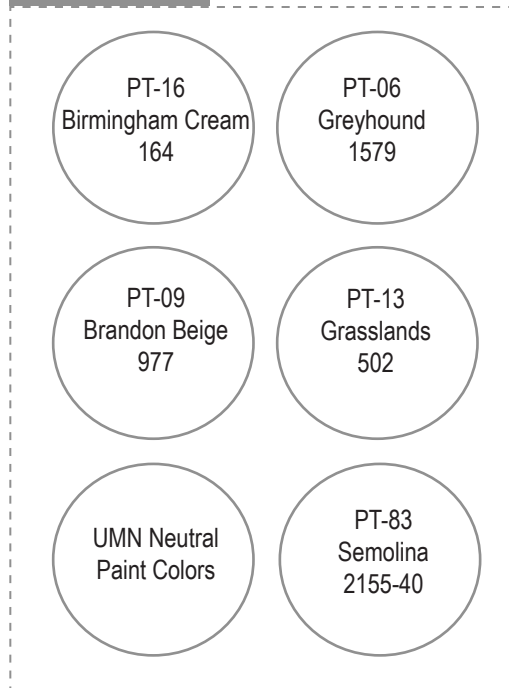 PT-16
Birmingham Cream
164
PT-06
Greyhound
1579
PT-09
Brandon Beige
977
PT-13
Grasslands
502
UMN Neutral
Paint Colors
PT-83
Semolina
2155-40